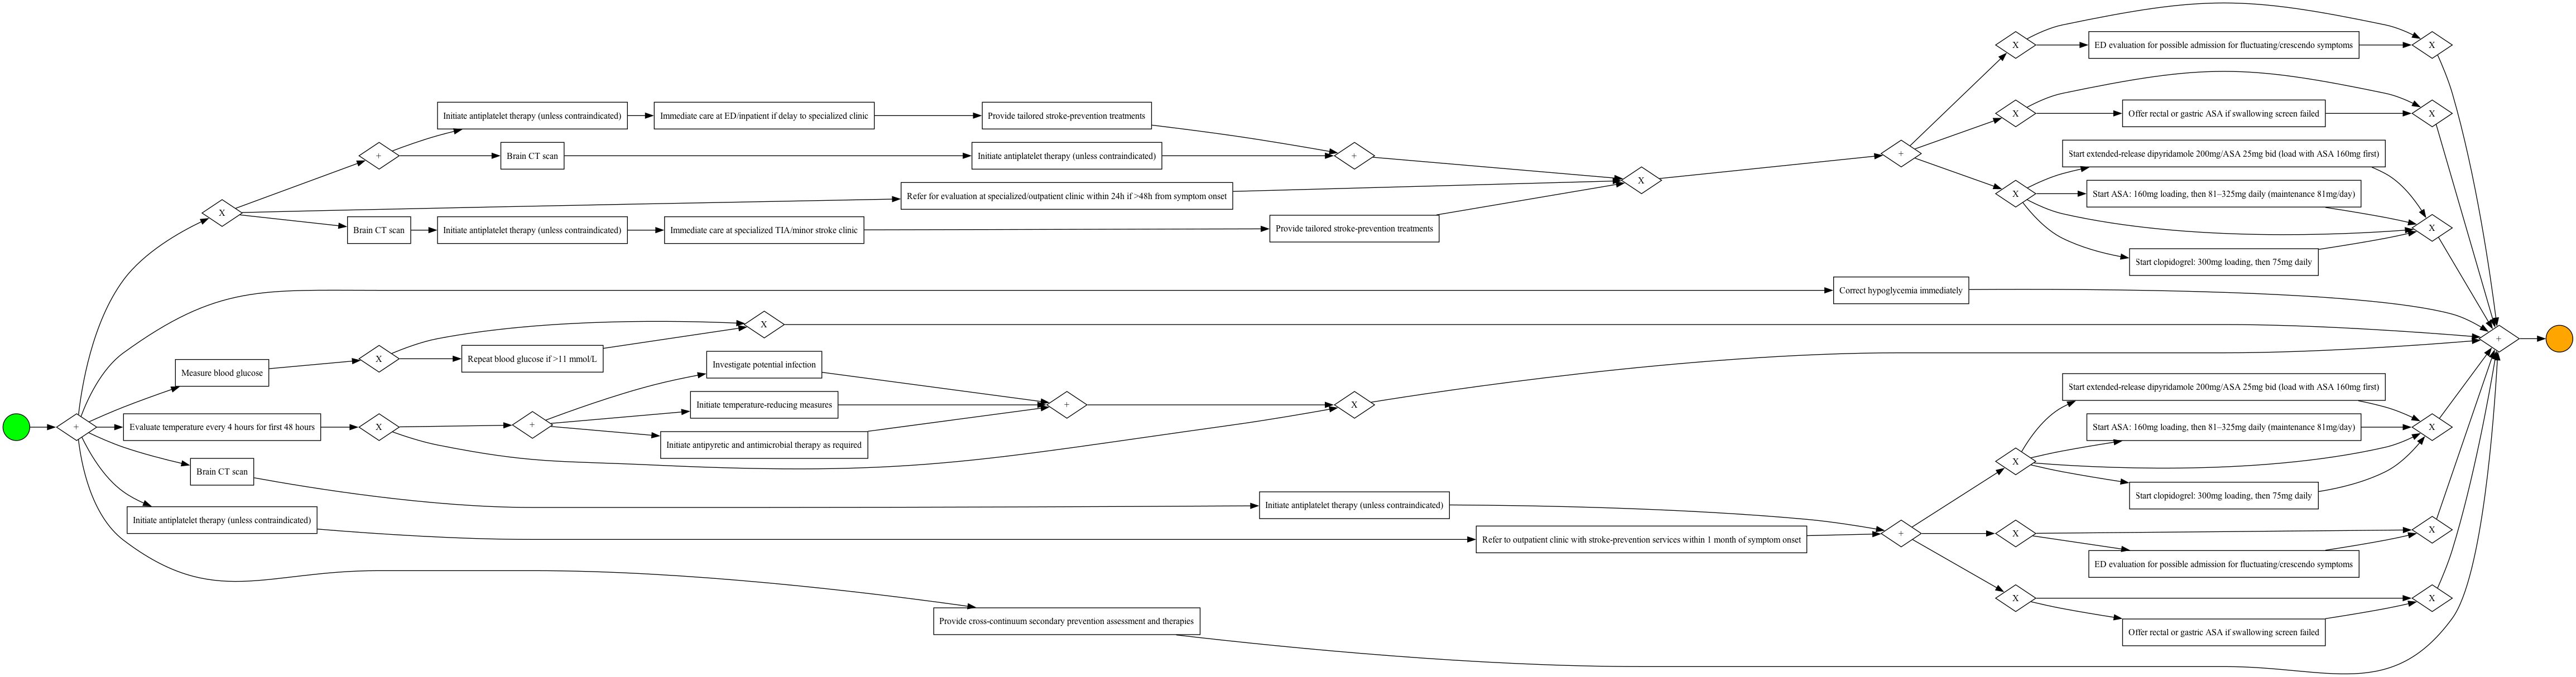 X
ED evaluation for possible admission for fluctuating/crescendo symptoms
X
Initiate antiplatelet therapy (unless contraindicated)
Immediate care at ED/inpatient if delay to specialized clinic
Provide tailored stroke-prevention treatments
X
Offer rectal or gastric ASA if swallowing screen failed
X
+
Brain CT scan
Initiate antiplatelet therapy (unless contraindicated)
+
+
Start extended-release dipyridamole 200mg/ASA 25mg bid (load with ASA 160mg first)
X
Refer for evaluation at specialized/outpatient clinic within 24h if >48h from symptom onset
X
X
Start ASA: 160mg loading, then 81–325mg daily (maintenance 81mg/day)
Brain CT scan
Initiate antiplatelet therapy (unless contraindicated)
Immediate care at specialized TIA/minor stroke clinic
Provide tailored stroke-prevention treatments
X
Start clopidogrel: 300mg loading, then 75mg daily
Correct hypoglycemia immediately
X
Measure blood glucose
X
Repeat blood glucose if >11 mmol/L
+
Investigate potential infection
Start extended-release dipyridamole 200mg/ASA 25mg bid (load with ASA 160mg first)
Initiate temperature-reducing measures
+
X
+
Evaluate temperature every 4 hours for first 48 hours
X
+
Start ASA: 160mg loading, then 81–325mg daily (maintenance 81mg/day)
X
Initiate antipyretic and antimicrobial therapy as required
X
Brain CT scan
Start clopidogrel: 300mg loading, then 75mg daily
Initiate antiplatelet therapy (unless contraindicated)
Initiate antiplatelet therapy (unless contraindicated)
Refer to outpatient clinic with stroke-prevention services within 1 month of symptom onset
+
X
X
ED evaluation for possible admission for fluctuating/crescendo symptoms
X
X
Provide cross-continuum secondary prevention assessment and therapies
Offer rectal or gastric ASA if swallowing screen failed